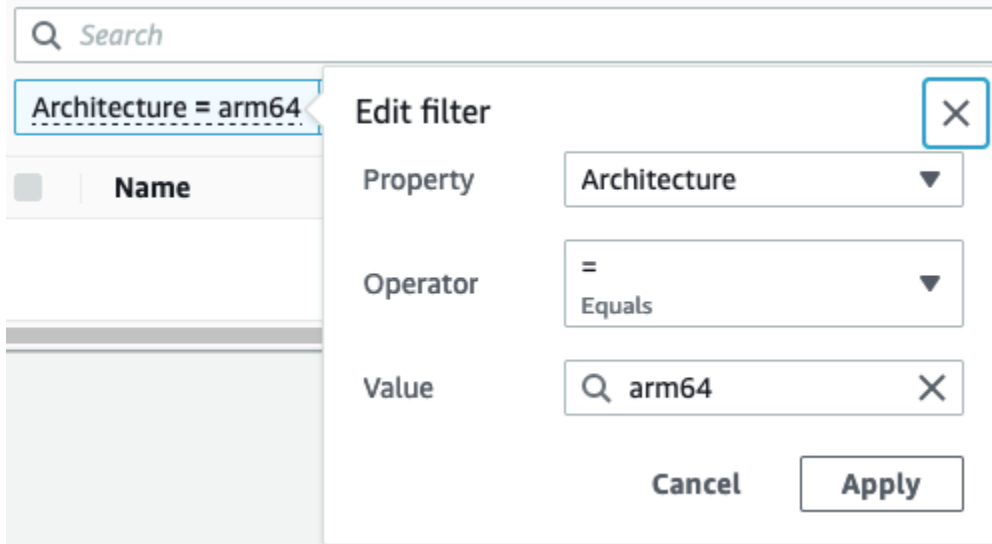 Search
Architecture = arm64
Edit filter
Name
Property
Architecture
Operator
=
Equals
Value
arm64
Cancel
Apply